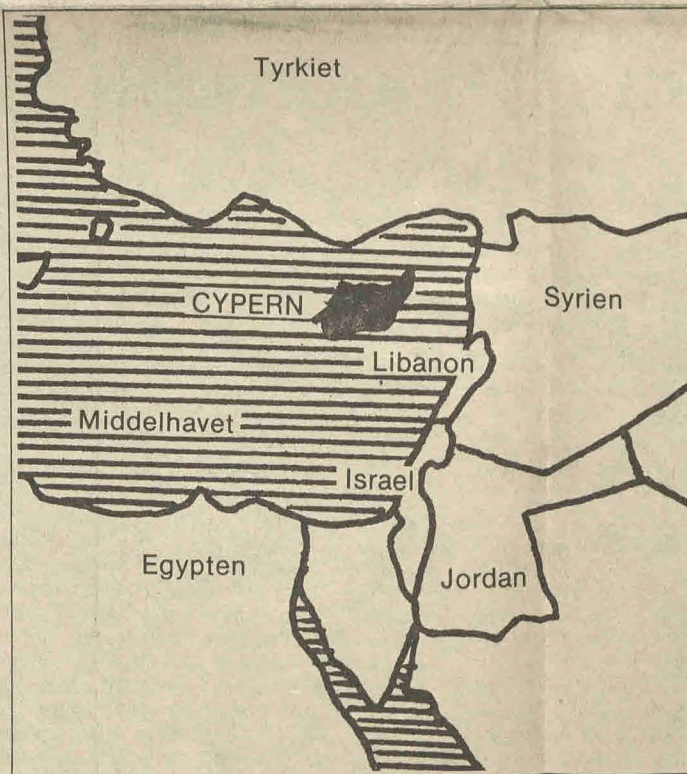 Tyrkiet
CYPERN
Syrien
Libanon
Middelhavet
Israel
Egypten
Jordan